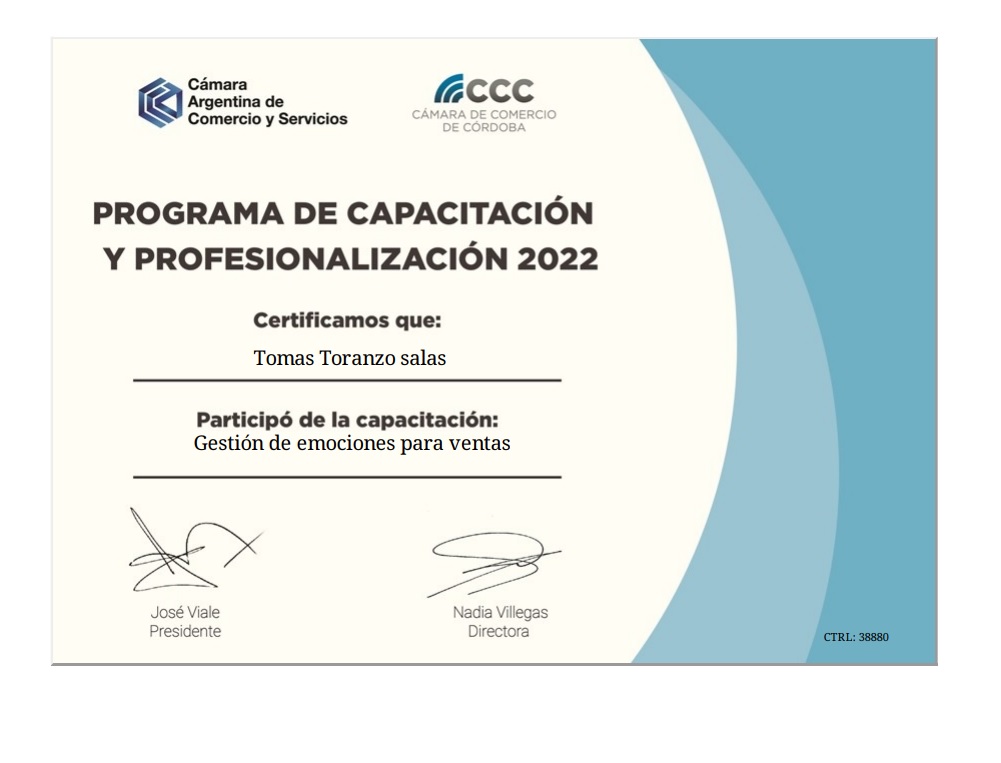 Cámara
Argentina de
Comercio y Servicios
CCC
CÁMARA DE COMERCIO
DE CÓRDOBA
PROGRAMA DE CAPACITACIÓN
Y PROFESIONALIZACIÓN 2022
Certificamos que:
Tomas Toranzo salas
Participó de la capacitación:
Gestión de emociones para ventas
José Viale
Presidente
Nadia Villegas
Directora
CTRL: 38880